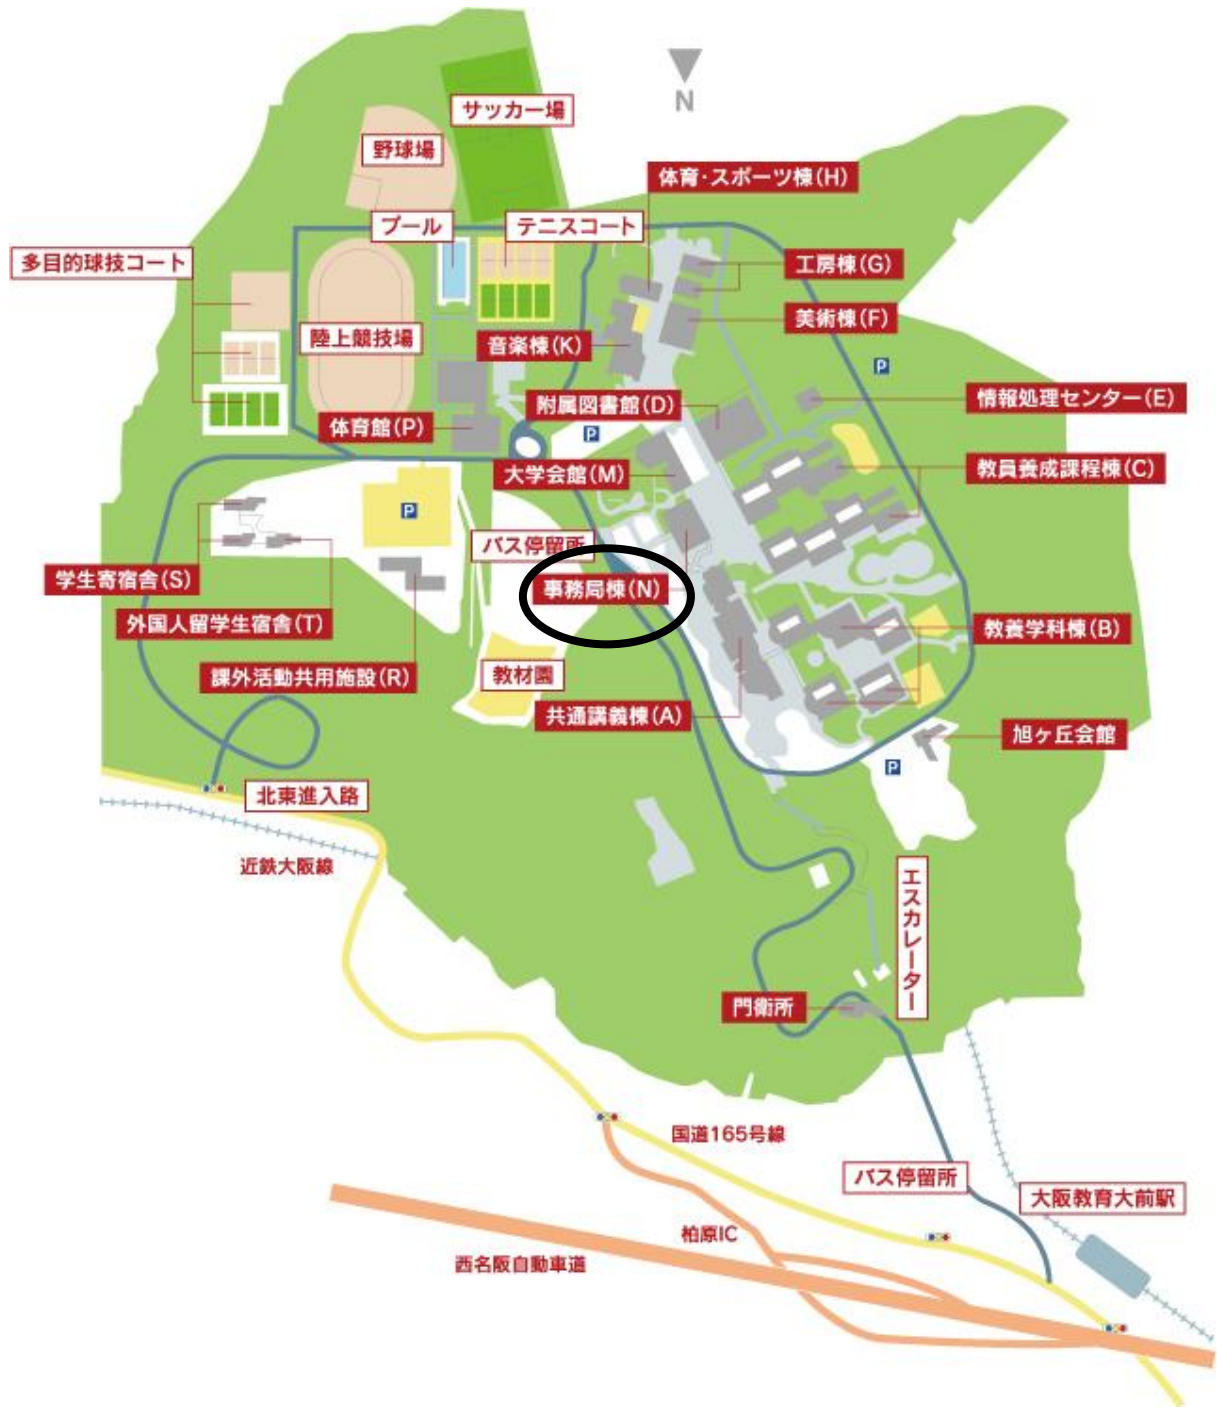 N
サッカー場
野球場
体育・スポーツ棟(H)
プール
テニスコート
多目的球技コート
工房棟(G)
美術棟(F)
陸上競技場
音楽棟(K)
P
情報処理センター(E)
附属図書館(D)
体育館(P)
P
大学会館(M)
教員養成課程棟(C)
P
バス停留所
学生寄宿舎(S)
事務局棟(N)
外国人留学生宿舎(T)
教養学科棟(B)
課外活動共用施設(R)
教材園
共通講義棟(A)
旭ヶ丘会館
P
北東進入路
近鉄大阪線
エスカレーター
門衛所
国道165号線
バス停留所
大阪教育大前駅
柏原IC
西名阪自動車道